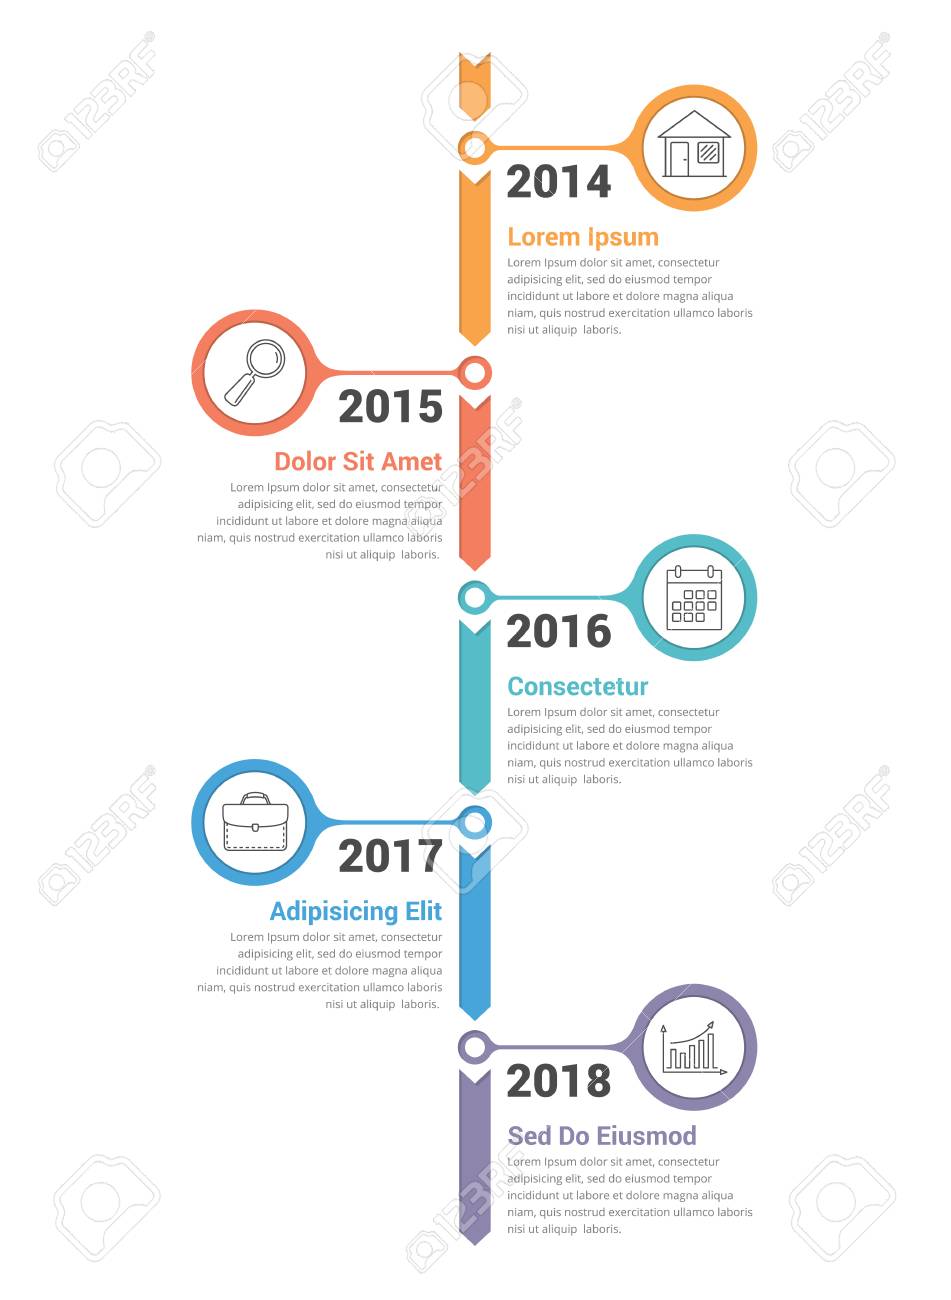 2014
Lorem Ipsum
Lorem Ipsum dolor sit amet, consectetur
adipisicing elit, sed do eiusmod tempor
incididunt ut labore et dolore magna aliqua
niam, quis nostrud exercitation ullamco laboris
nisi ut aliquip laboris.
2015
Dolor Sit Amet
Lorem Ipsum dolor sit amet, consectetur
adipisicing elit, sed do eiusmod tempor
incididunt ut labore et dolore magna aliqua
niam, quis nostrud exercitation ullamco laboris
nisi ut aliquip laboris.
2016
Consectetur
Lorem Ipsum dolor sit amet, consectetur
adipisicing elit, sed do eiusmod tempor
incididunt ut labore et dolore magna aliqua
niam, quis nostrud exercitation ullamco laboris
nisi ut aliquip laboris.
2017
Adipisicing Elit
Lorem Ipsum dolor sit amet, consectetur
adipisicing elit, sed do eiusmod tempor
incididunt ut labore et dolore magna aliqua
niam, quis nostrud exercitation ullamco laboris
nisi ut aliquip laboris.
2018
Sed Do Eiusmod
Lorem Ipsum dolor sit amet, consectetur
adipisicing elit, sed do eiusmod tempor
incididunt ut labore et dolore magna aliqua
niam, quis nostrud exercitation ullamco laboris
nisi ut aliquip laboris.
123RF
123RF
123RF
123RF
123RF
123RF